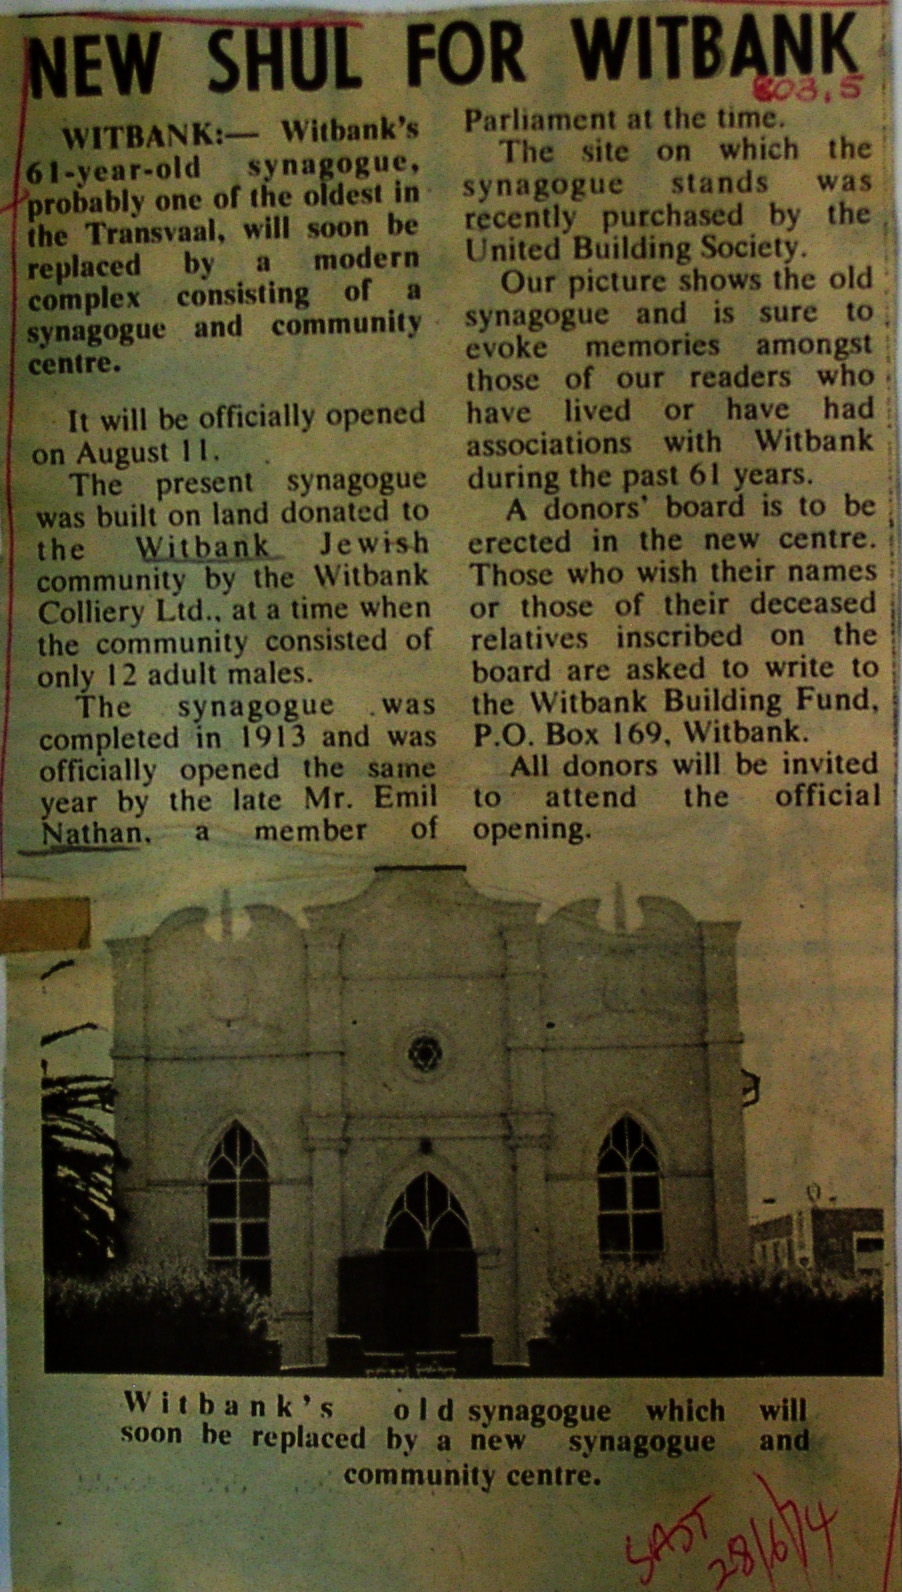 NEW SHUL FOR WITBANK
803.5
WITBANK:— Witbank's
61-year-old synagogue,
probably one of the oldest in
the Transvaal, will soon be
replaced by a modern
complex consisting of a
synagogue and community
centre.
It will be officially opened
on August 11.
The present synagogue
was built on land donated to
the Witbank Jewish
community by the Witbank
Colliery Ltd., at a time when
the community consisted of
only 12 adult males.
The synagogue was
completed in 1913 and was
officially opened the same
year by the late Mr. Emil
Nathan, a member of
Parliament at the time.
The site on which the
synagogue stands was
recently purchased by the
United Building Society.
Our picture shows the old
synagogue and is sure to
evoke memories amongst
those of our readers who
have lived or have had
associations with Witbank
during the past 61 years.
A donors' board is to be
erected in the new centre.
Those who wish their names
or those of their deceased
relatives inscribed on the
board are asked to write to
the Witbank Building Fund,
P.O. Box 169, Witbank.
All donors will be invited
to attend the official
opening.
Witbank's old synagogue which will
soon be replaced by a new synagogue and
community centre.
28/6/74